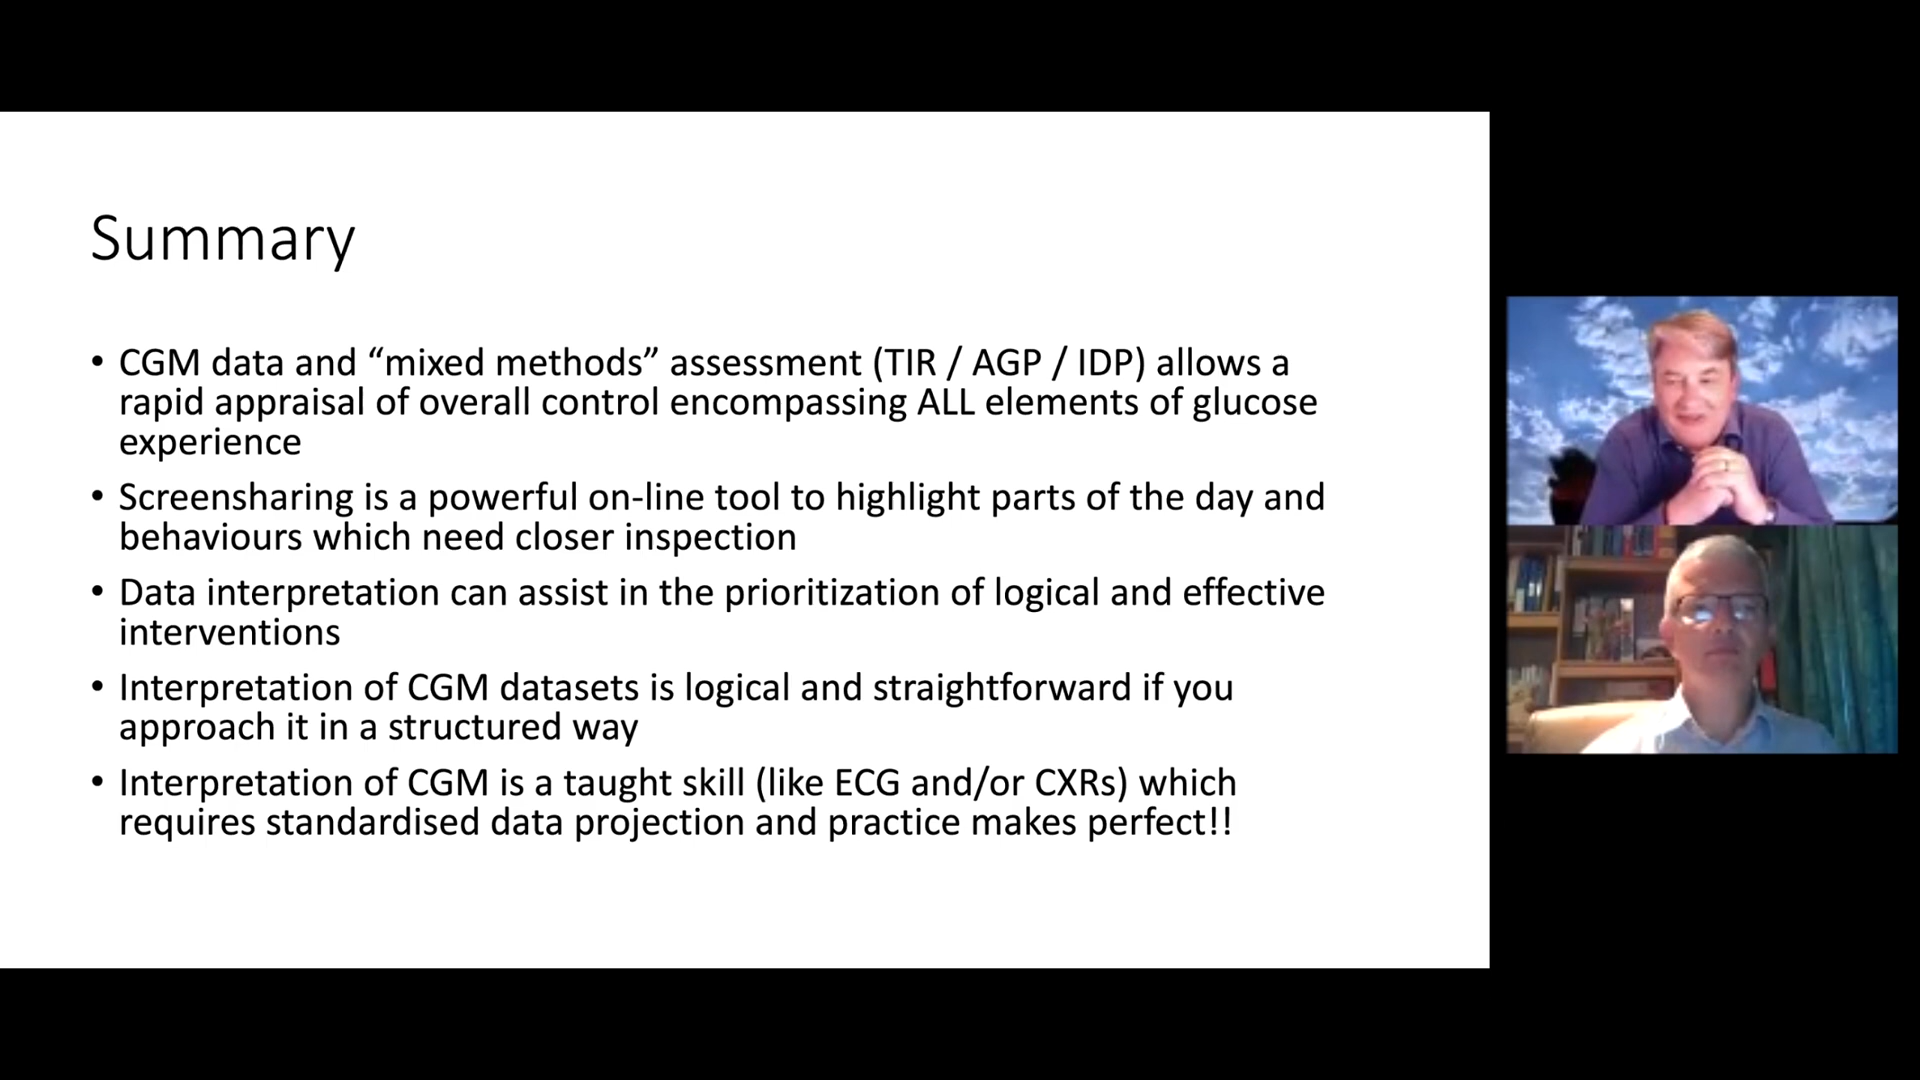 Summary
• CGM data and “mixed methods” assessment (TIR / AGP / IDP) allows a
rapid appraisal of overall control encompassing ALL elements of glucose
experience
• Screensharing is a powerful on-line tool to highlight parts of the day and
behaviours which need closer inspection
• Data interpretation can assist in the prioritization of logical and effective
interventions
• Interpretation of CGM datasets is logical and straightforward if you
approach it in a structured way
• Interpretation of CGM is a taught skill (like ECG and/or CXRs) which
requires standardised data projection and practice makes perfect!!